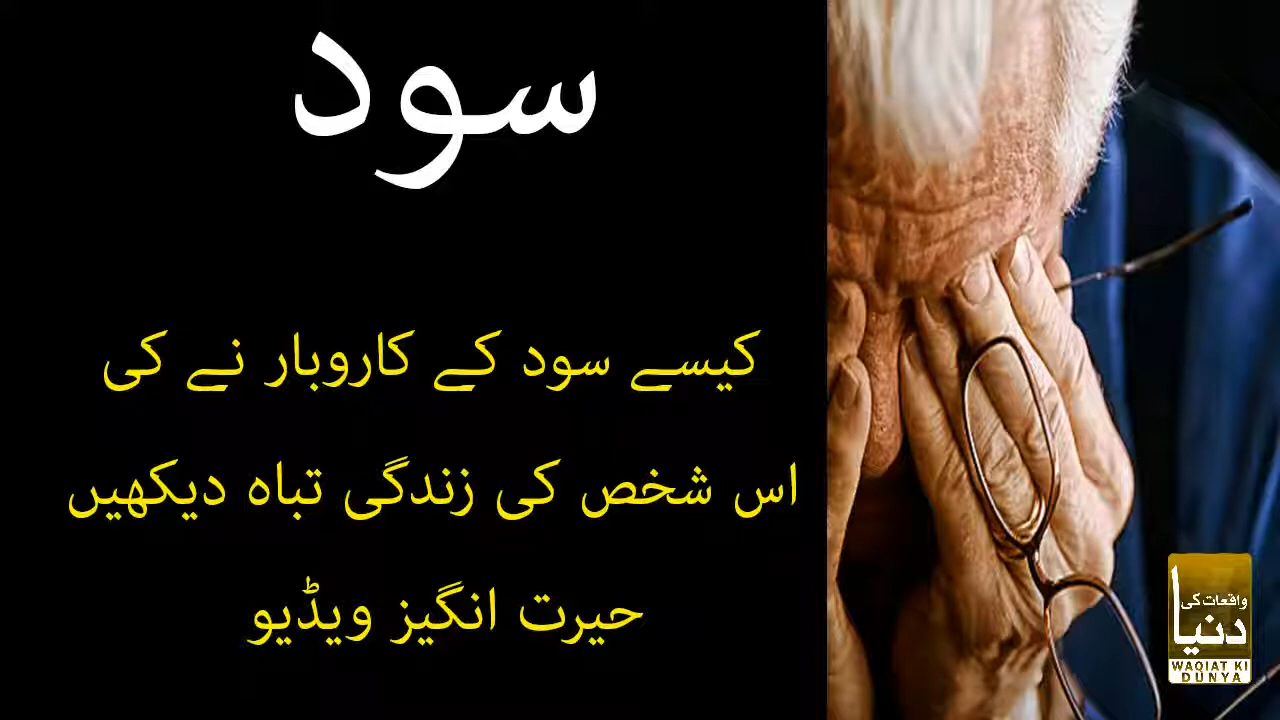 سود
کیسے سود کے کاروبار نے کی
اس شخص کی زندگی تباہ دیکھیں
حیرت انگیز ویڈیو
واقعات کی
دنیا
WAQIAT KI
DUNYA